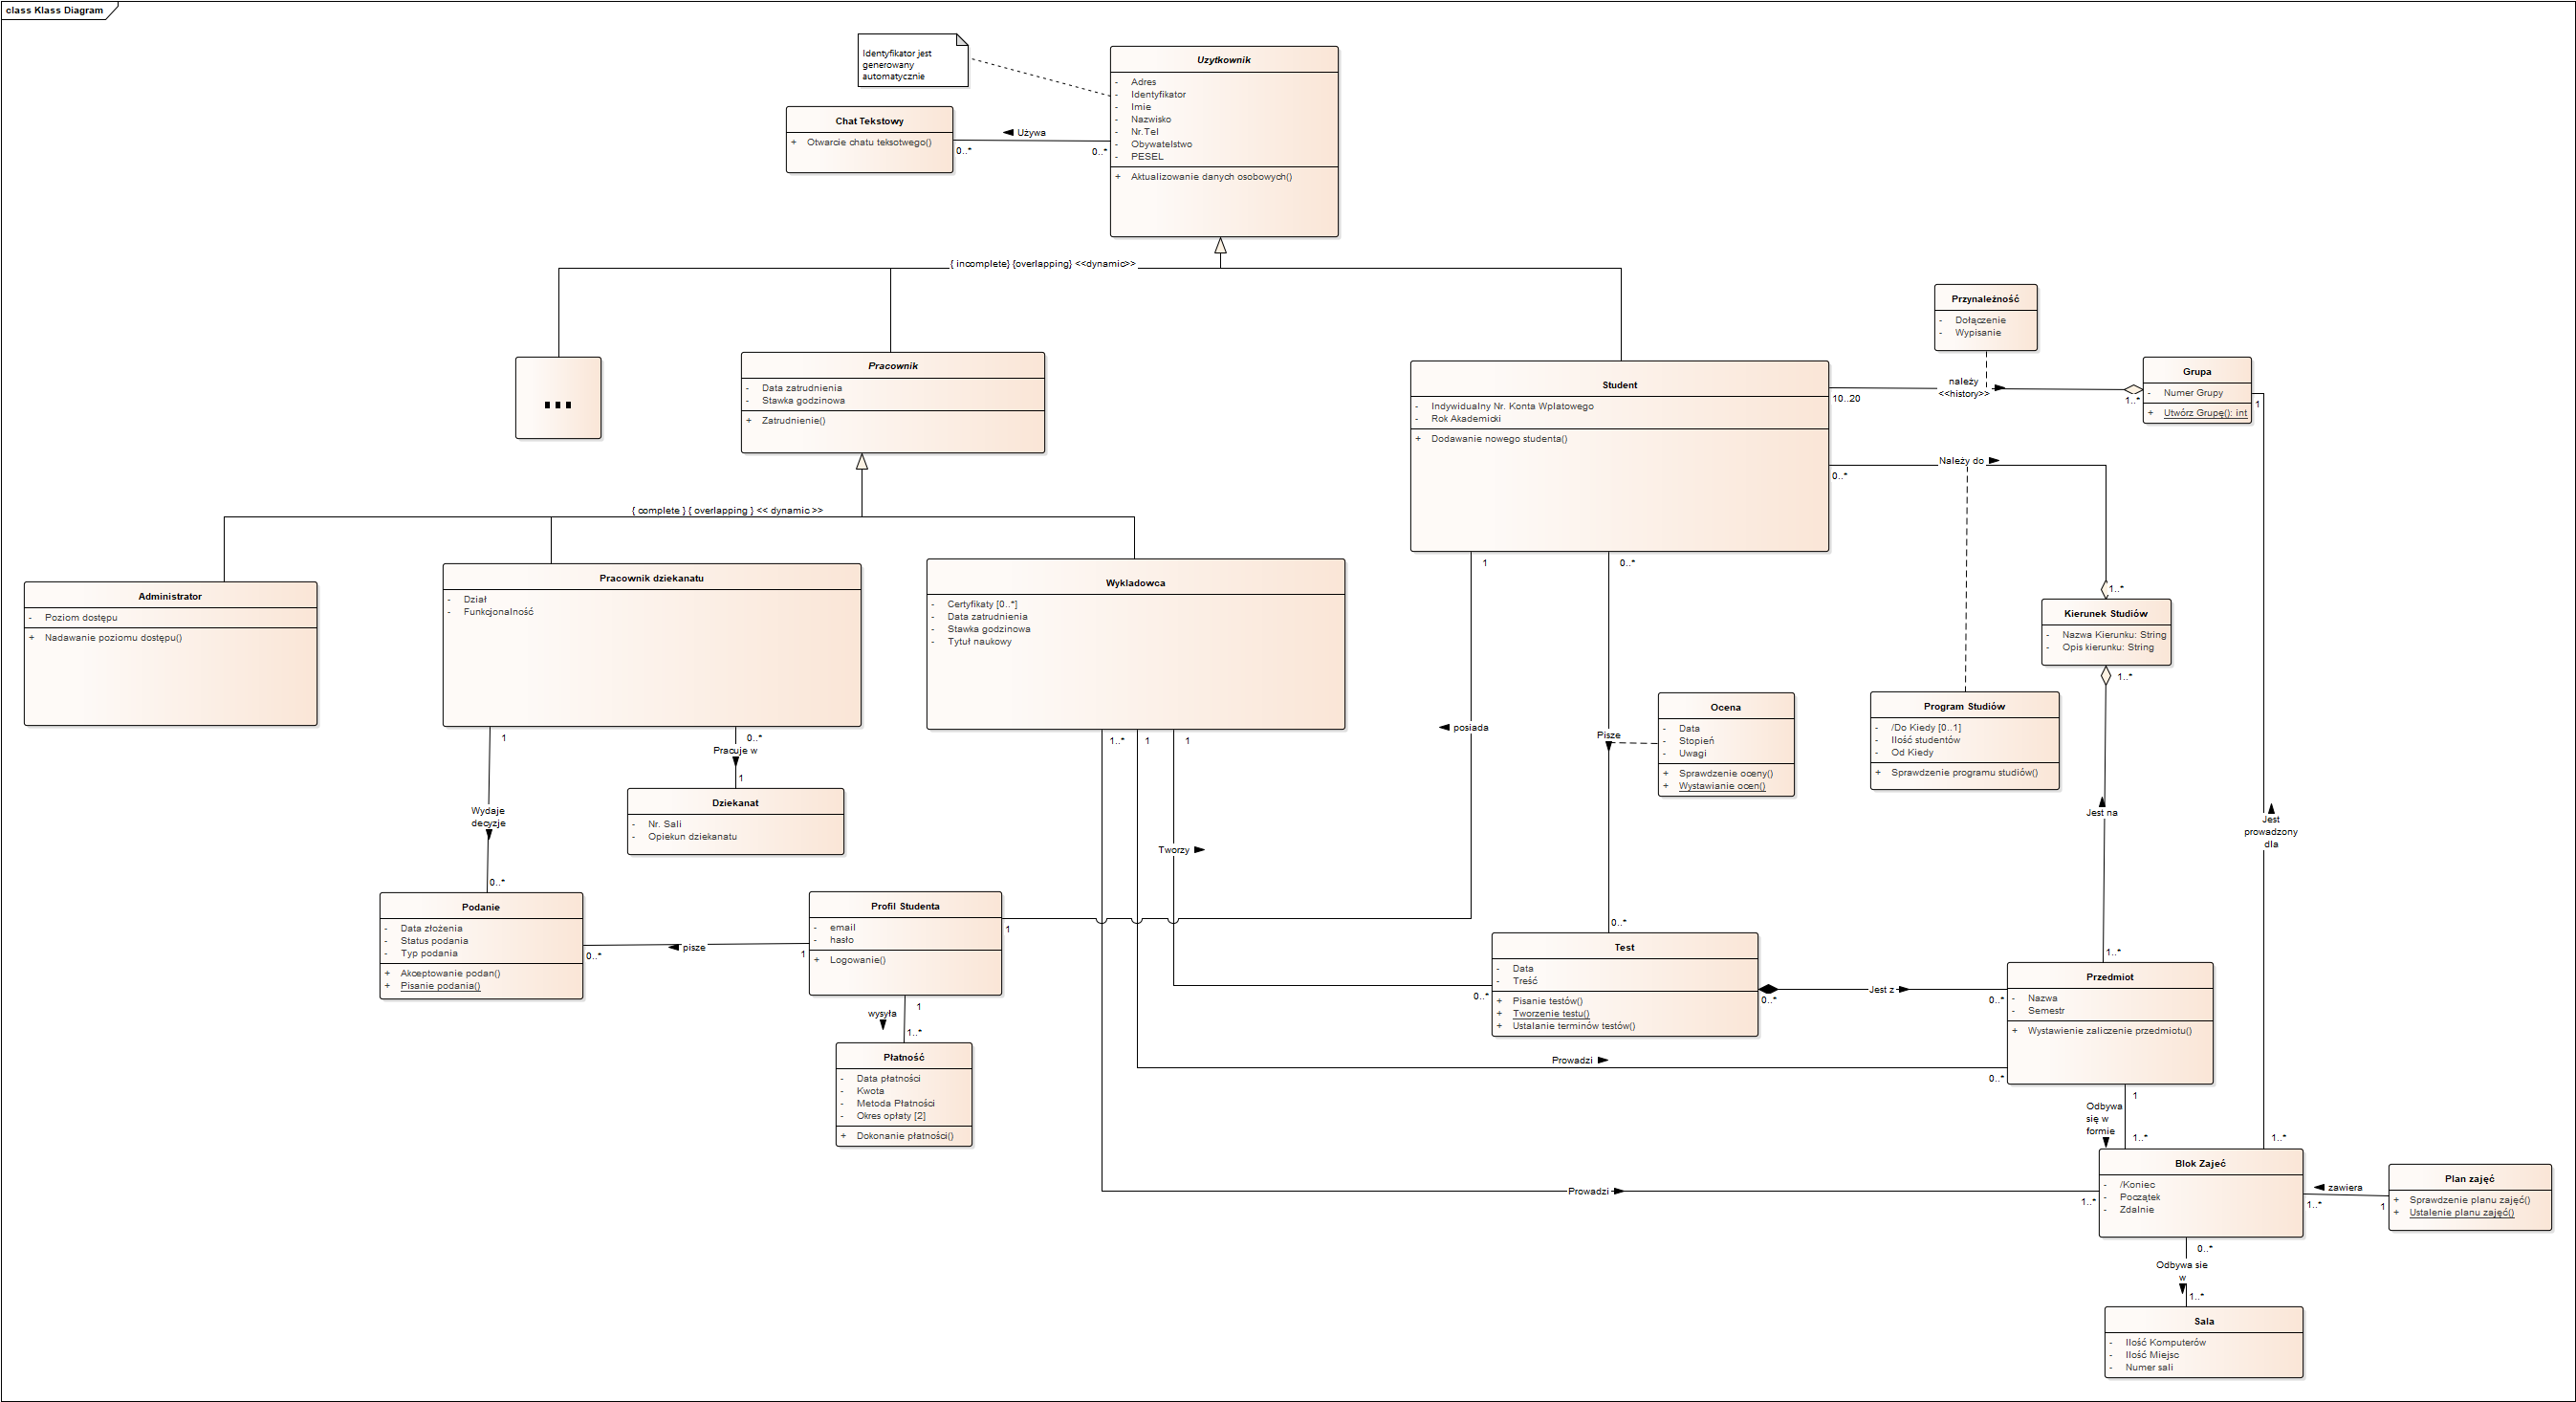 class Klass Diagram
Identyfikator jest
generowany
automatycznie
Uzytkownik
- Adres
- Identyfikator
- Imie
- Nazwisko
- Nr.Tel
- Obywatelstwo
- PESEL
+ Aktualizowanie danych osobowych()
Chat Tekstowy
+ Otwarcie chatu teksotwego()
Używa
0..*
0..*
{ incomplete} {overlapping} <<dynamic>>
...
Pracownik
- Data zatrudnienia
- Stawka godzinowa
+ Zatrudnienie()
Student
- Indywidualny Nr. Konta Wplatowego
- Rok Akademicki
+ Dodawanie nowego studenta()
Przynależność
- Dołączenie
- Wypisanie
należy
<<history>>
10..20
1..*
Grupa
- Numer Grupy
+ Utwórz Grupę(): int
1
Należy do
0..*
1..*
{ complete } { overlapping } << dynamic >>
Administrator
- Poziom dostępu
+ Nadawanie poziomu dostępu()
Pracownik dziekanatu
- Dział
- Funkcjonalność
Wykladowca
- Certyfikaty [0..*]
- Data zatrudnienia
- Stawka godzinowa
- Tytuł naukowy
Kierunek Studiów
- Nazwa Kierunku: String
- Opis kierunku: String
1..*
1
0..*
Ocena
- Data
- Stopień
- Uwagi
+ Sprawdzenie oceny()
+ Wystawianie ocen()
Program Studiów
- /Do Kiedy [0..1]
- Ilość studentów
- Od Kiedy
+ Sprawdzenie programu studiów()
posiada
Pisze
1
0..*
Pracuje w
1
1..*
1
1
Dziekanat
- Nr. Sali
- Opiekun dziekanatu
Wydaje
decyzje
0..*
Tworzy
Jest na
Jest
prowadzony
dla
Podanie
- Data złożenia
- Status podania
- Typ podania
+ Akceptowanie podan()
+ Pisanie podania()
pisze
0..*
1
Profil Studenta
- email
- hasło
+ Logowanie()
1
1
wysyła
1..*
Płatność
- Data płatności
- Kwota
- Metoda Płatności
- Okres opłaty [2]
+ Dokonanie płatności()
0..*
0..*
Test
- Data
- Treść
+ Pisanie testów()
+ Tworzenie testu()
+ Ustalanie terminów testów()
0..*
Jest z
0..*
1..*
Przedmiot
- Nazwa
- Semestr
+ Wystawienie zaliczenie przedmiotu()
Prowadzi
0..*
1
Odbywa
się w
formie
1..*
1..*
Blok Zajęć
- /Koniec
- Początek
- Zdalnie
Prowadzi
1..*
zawiera
1..*
1
Plan zajęć
+ Sprawdzenie planu zajęć()
+ Ustalenie planu zajęć()
0..*
Odbywa sie
w
1..*
Sala
- Ilość Komputerów
- Ilość Miejsc
- Numer sali